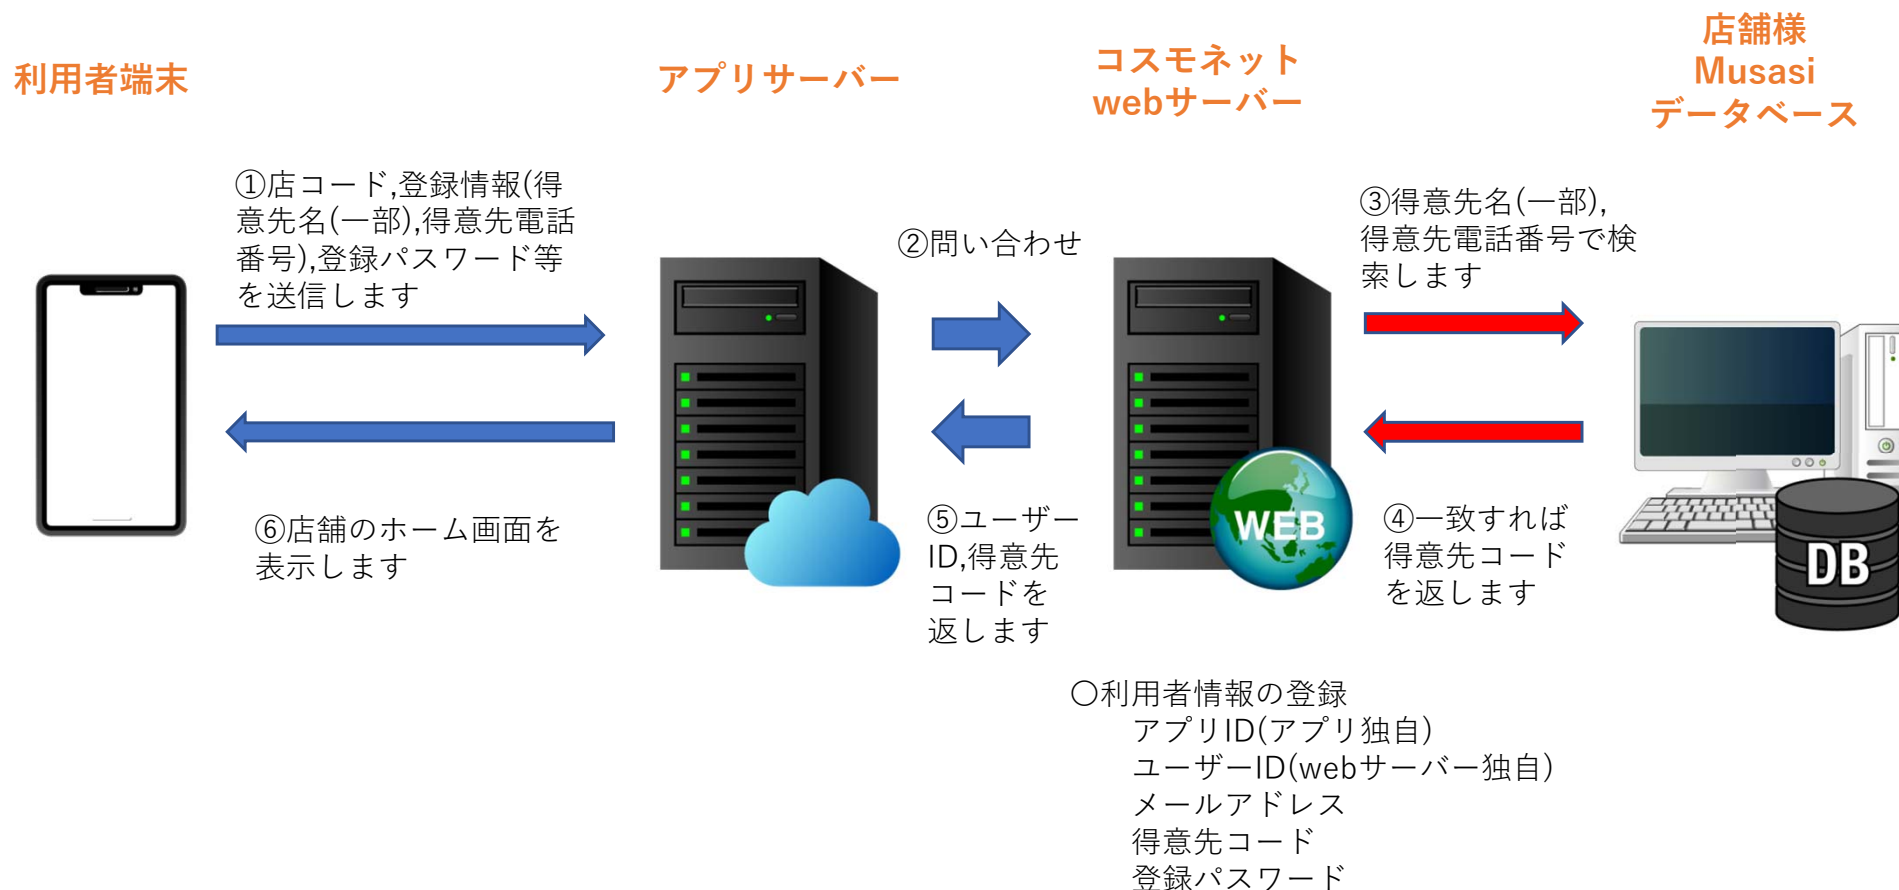 利用者端末
アプリサーバー
コスモネット
webサーバー
店舗様
Musasi
データベース
①店コード,登録情報(得
意先名(一部),得意先電話
番号),登録パスワード等
を送信します
②問い合わせ
③得意先名(一部),
得意先電話番号で検
索します
④一致すれば
得意先コード
を返します
⑤ユーザー
ID,得意先
コードを
返します
⑥店舗のホーム画面を
表示します
WEB
DB
〇利用者情報の登録
アプリID(アプリ独自)
ユーザーID(webサーバー独自)
メールアドレス
得意先コード
登録パスワード